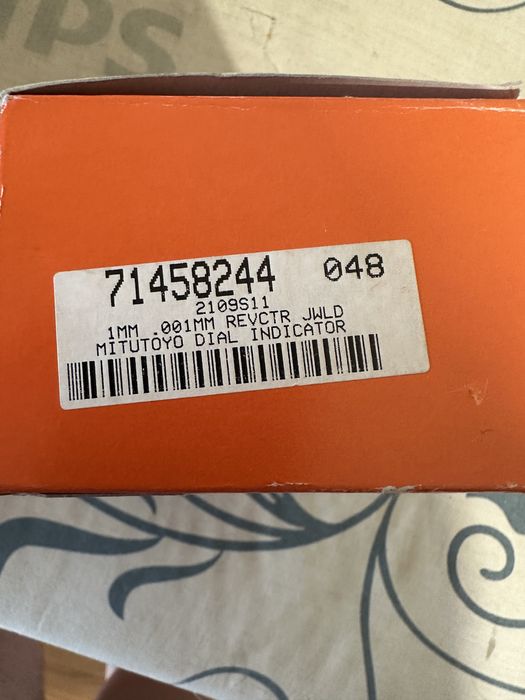 71458244 048
2109S11
1MM .001MM REVCTR JWLD
MITUTOYO DIAL INDICATOR